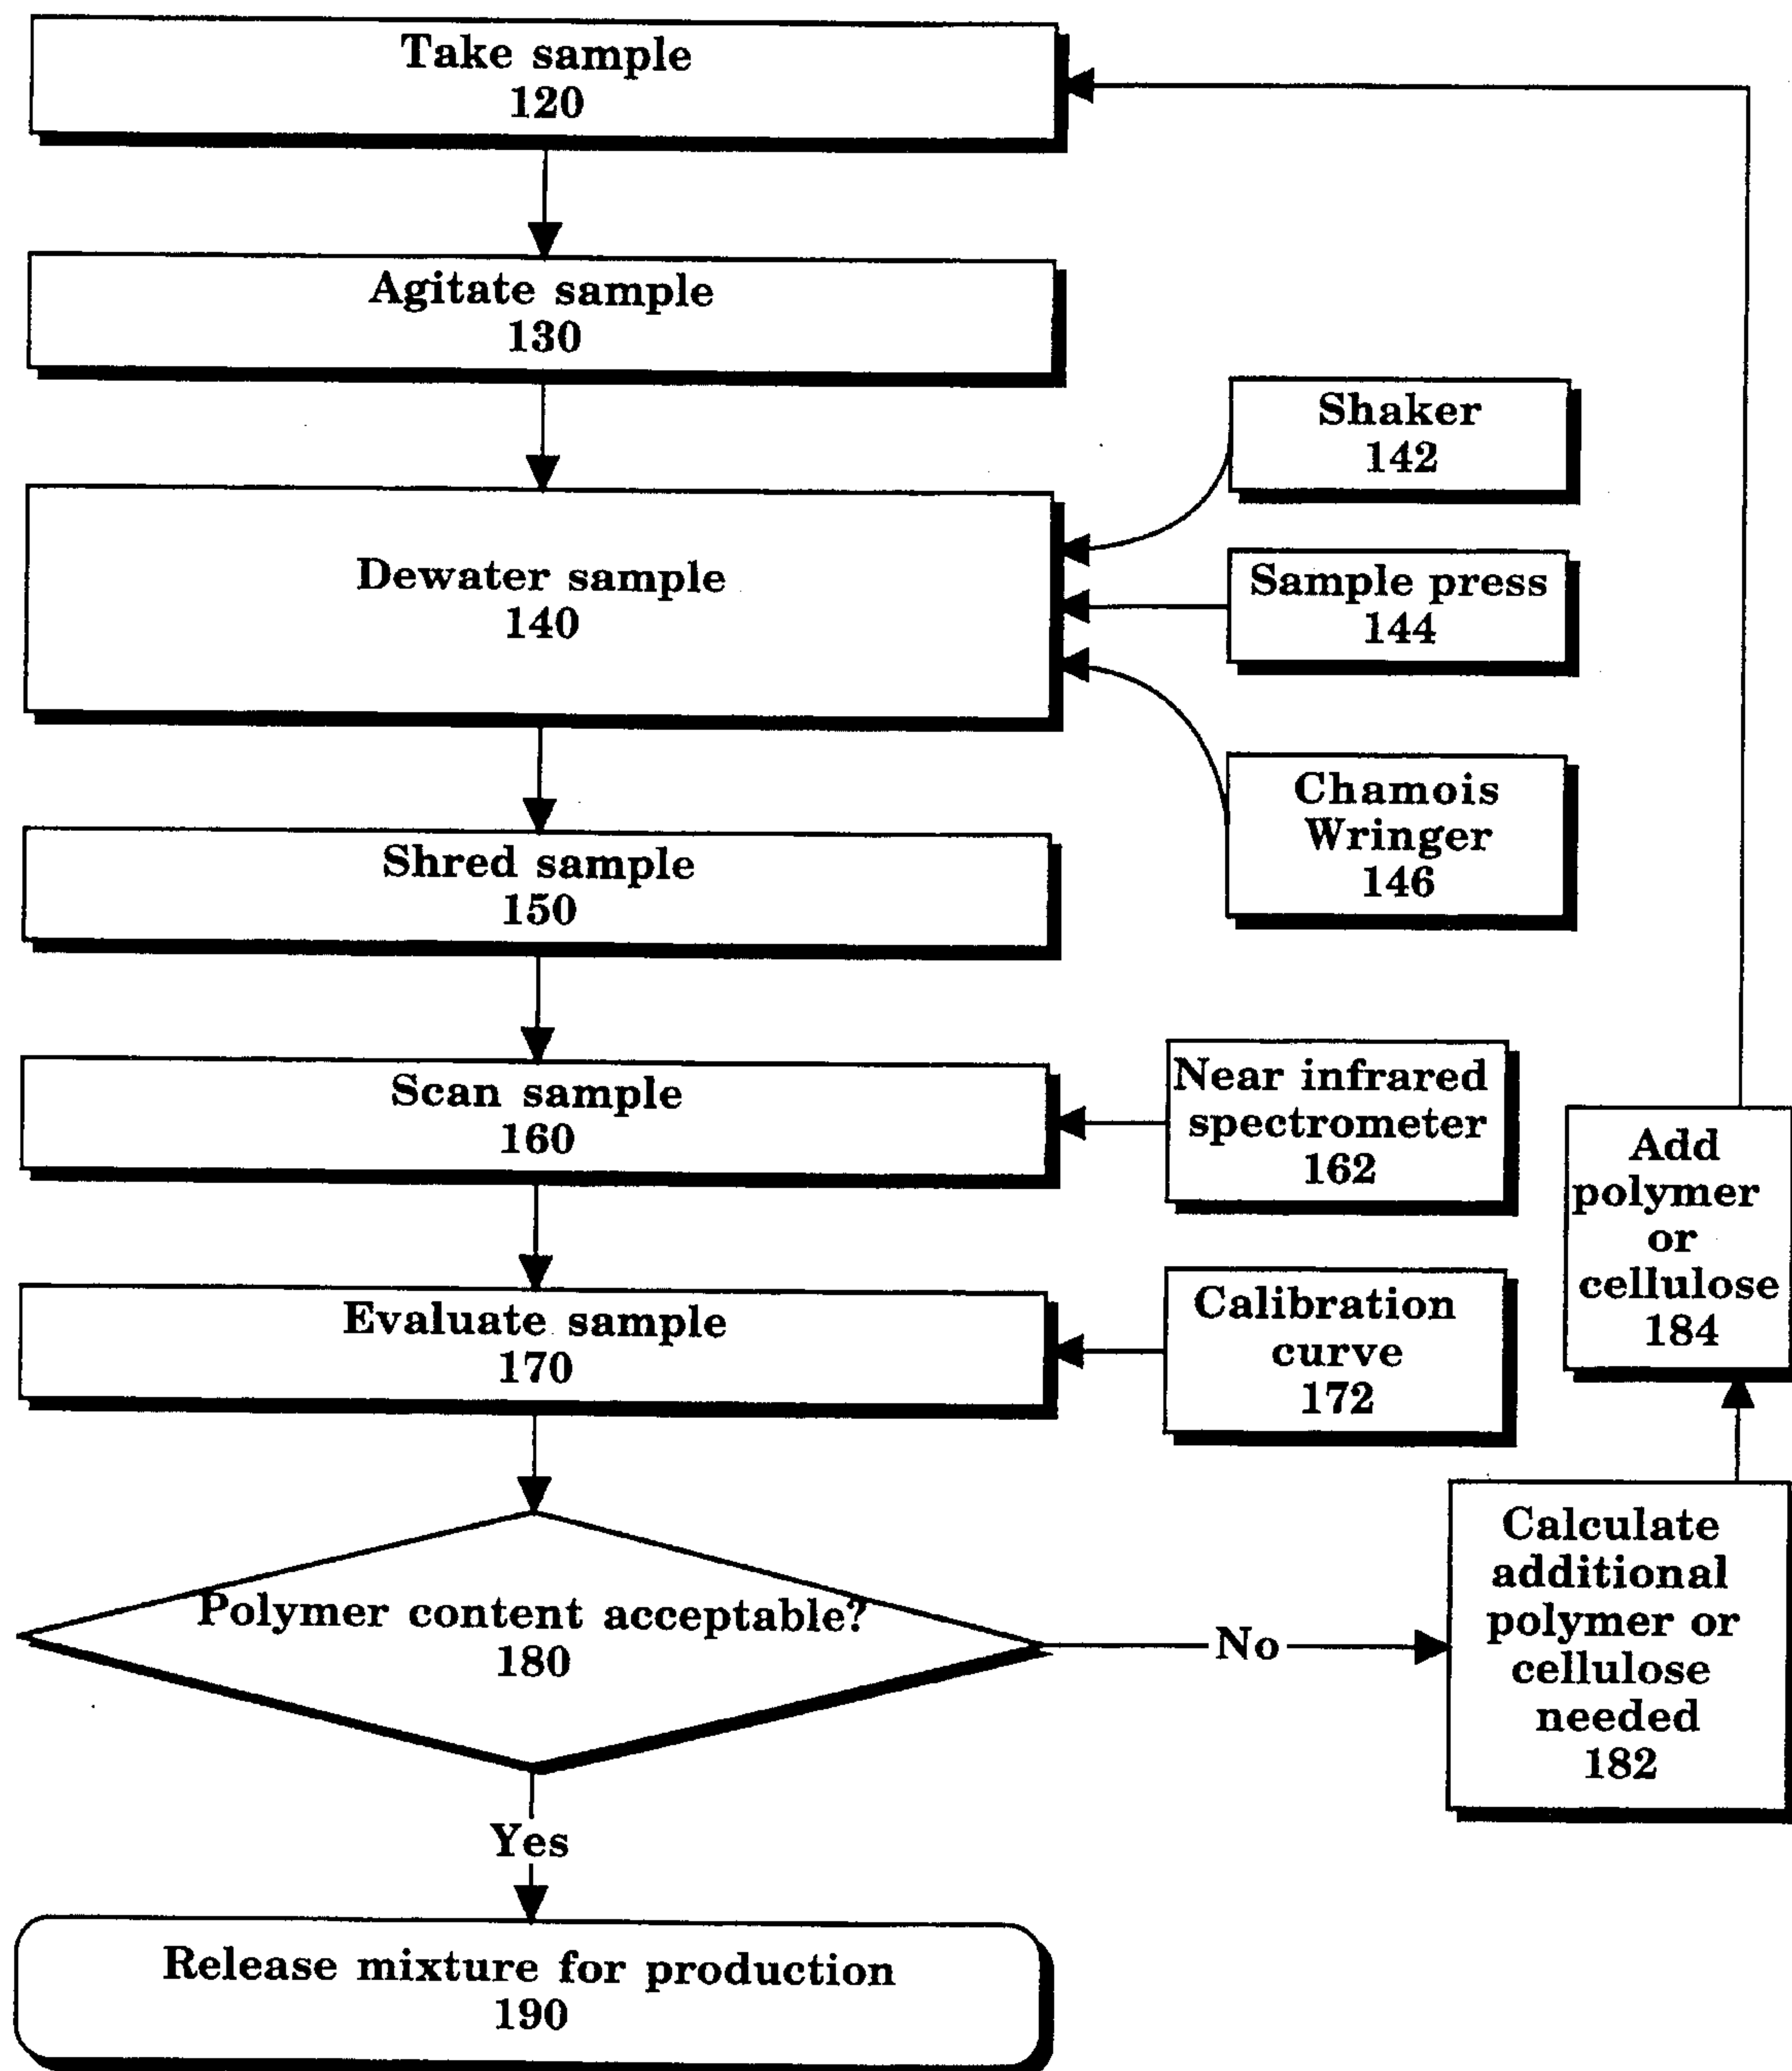 Take sample
120
Agitate sample
130
Dewater sample
140
Shaker
142
Sample press
144
Chamois
Wringer
146
Shred sample
150
Scan sample
160
Near infrared
spectrometer
162
Evaluate sample
170
Calibration
curve
172
Polymer content acceptable?
180
No
Calculate
additional
polymer or
cellulose
needed
182
Add
polymer
or
cellulose
184
Yes
Release mixture for production
190